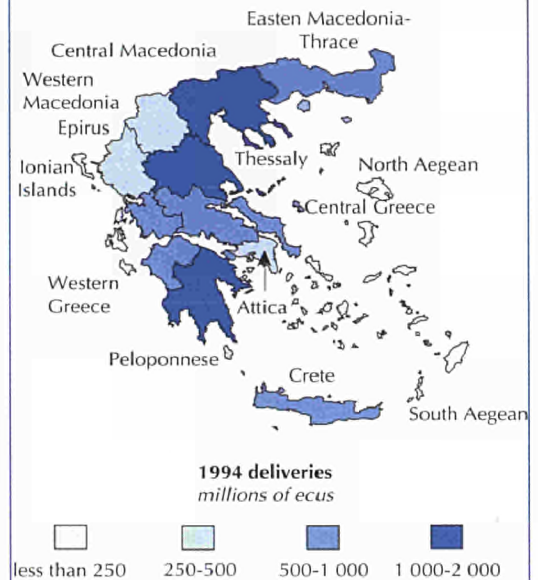 Easten Macedonia-
Thrace
Central Macedonia
Western
Macedonia
Epirus
Thessaly
Ionian
Islands
North Aegean
Central Greece
Western
Greece
Attica
Peloponnese
Crete
South Aegean
1994 deliveries
millions of ecus
less than 250
250-500
500-1 000
1 000-2 000